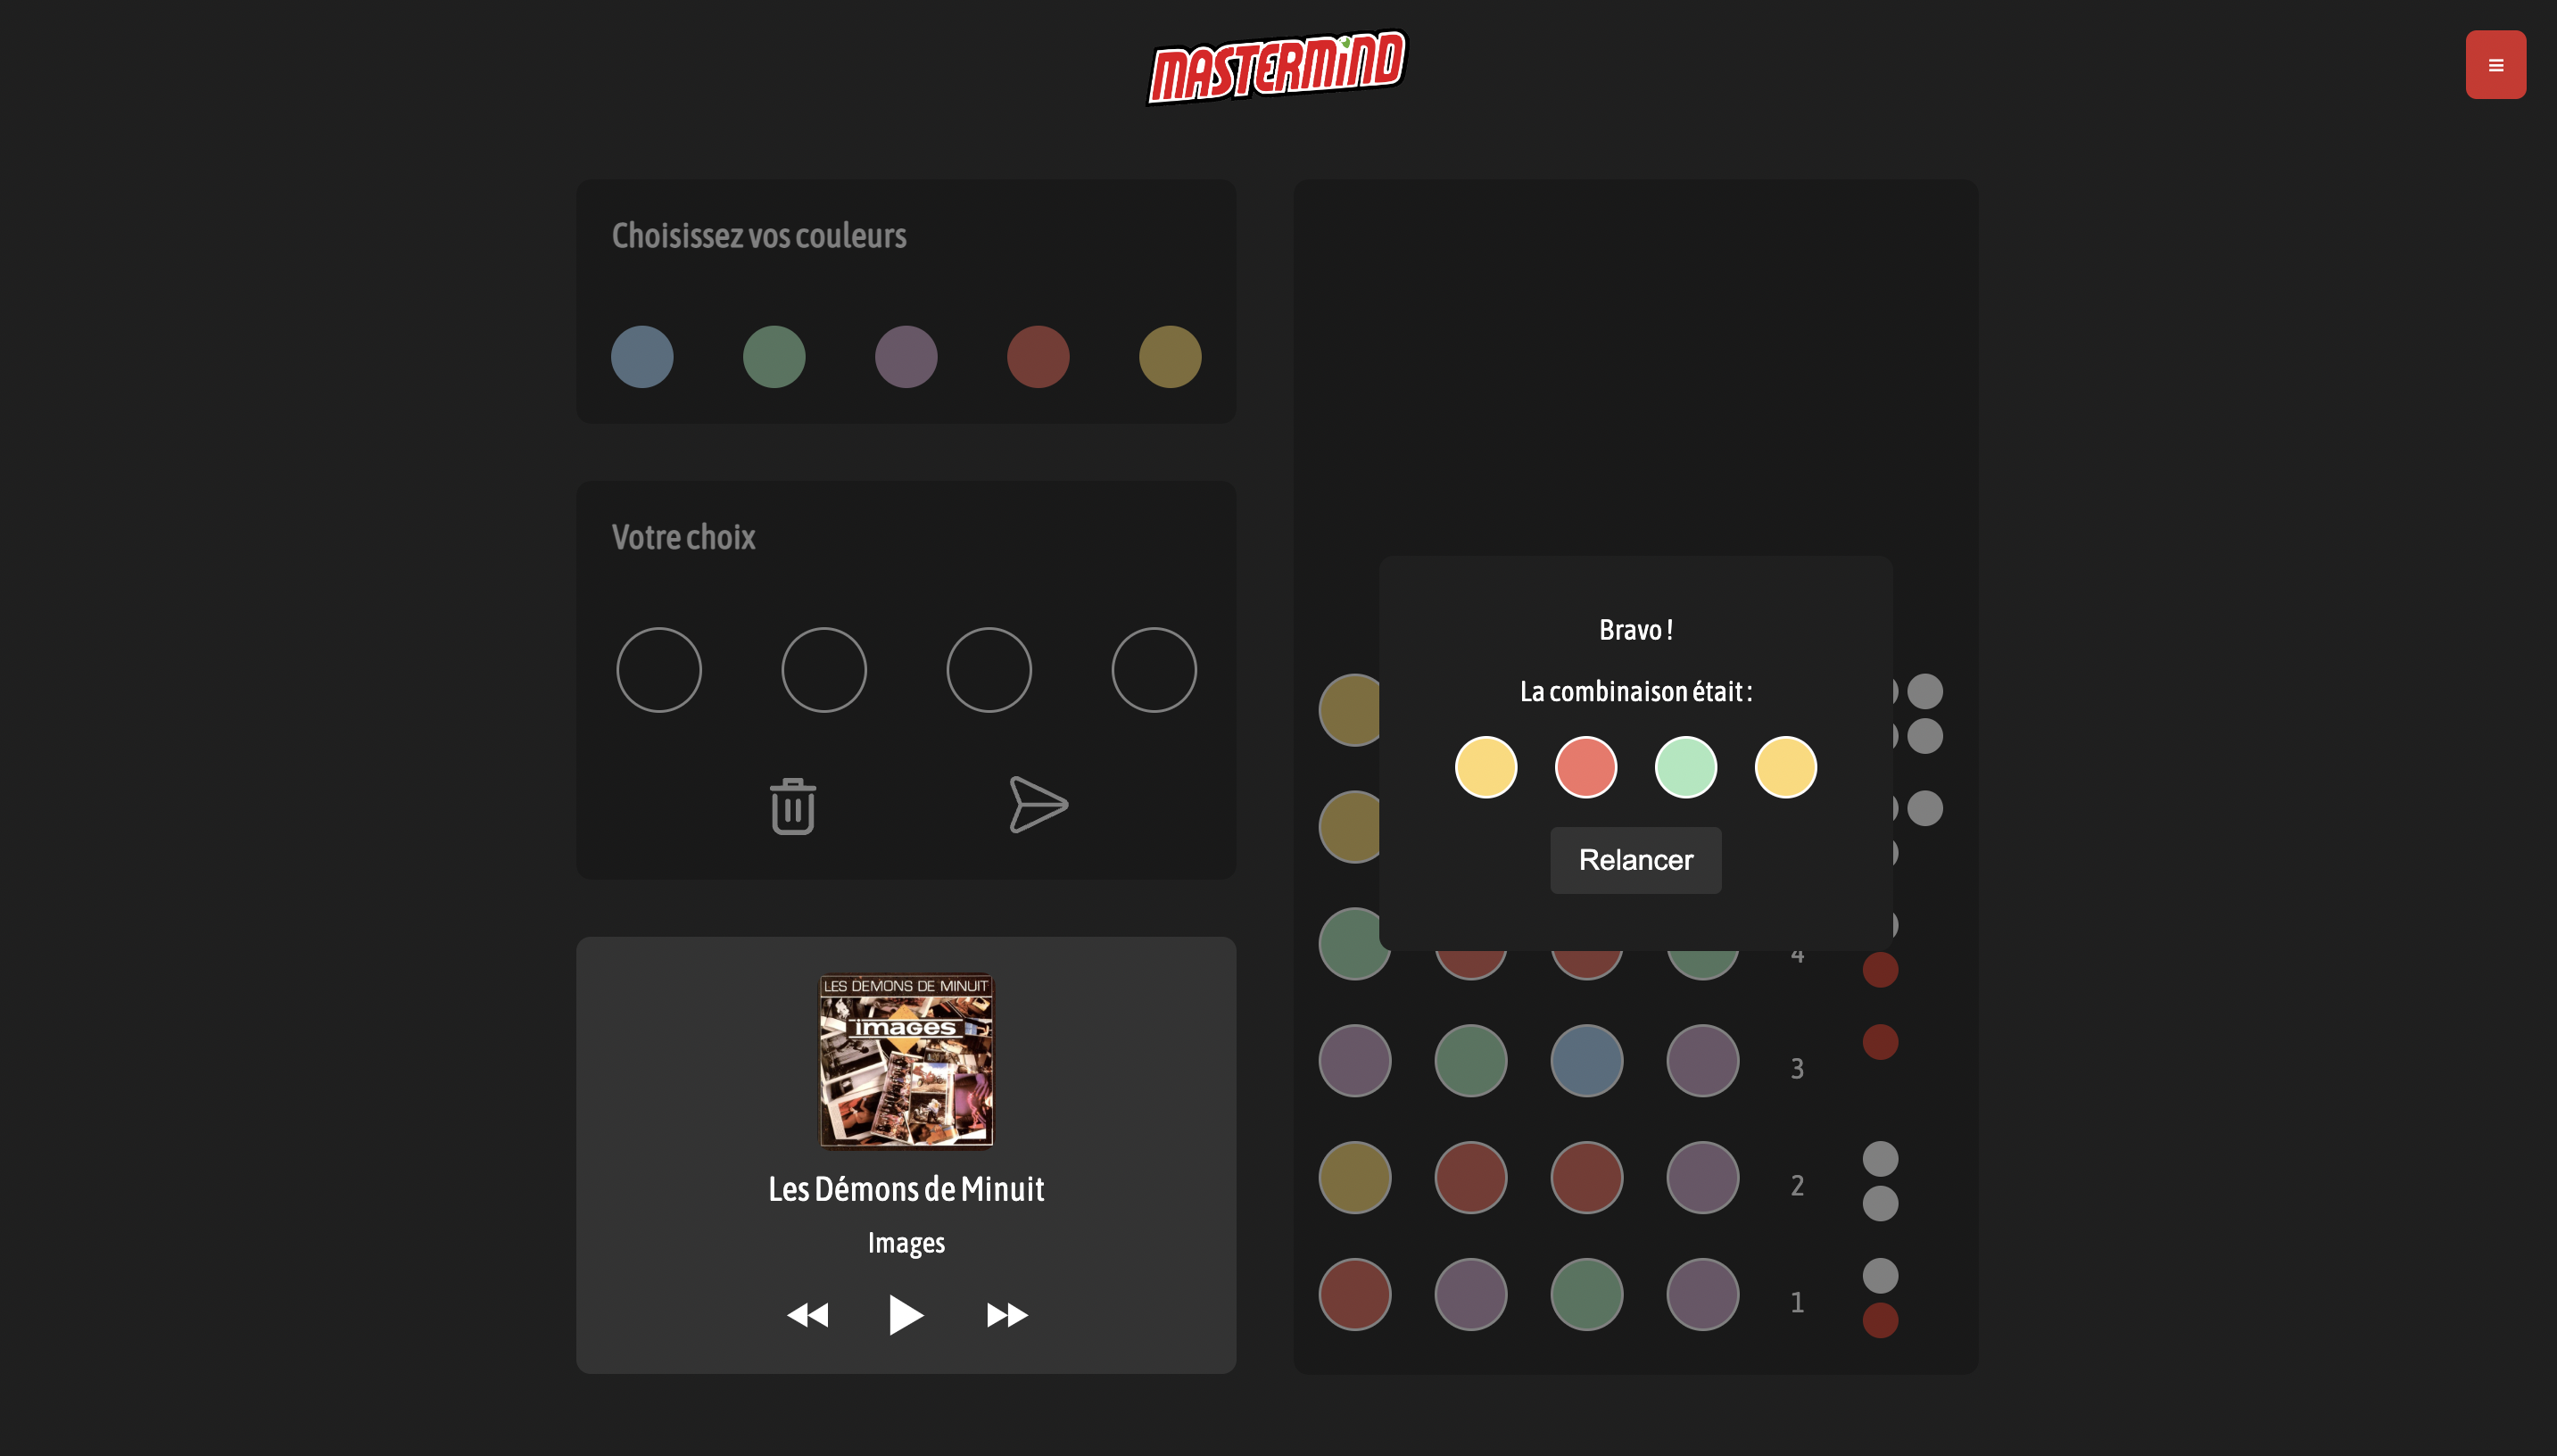 MASTERMIND
Choisissez vos couleurs
Votre choix
LES DEMONS DE MINUIT
images
Les Démons de Minuit
Images
Bravo !
La combinaison était :
Relancer
4
3
2
1